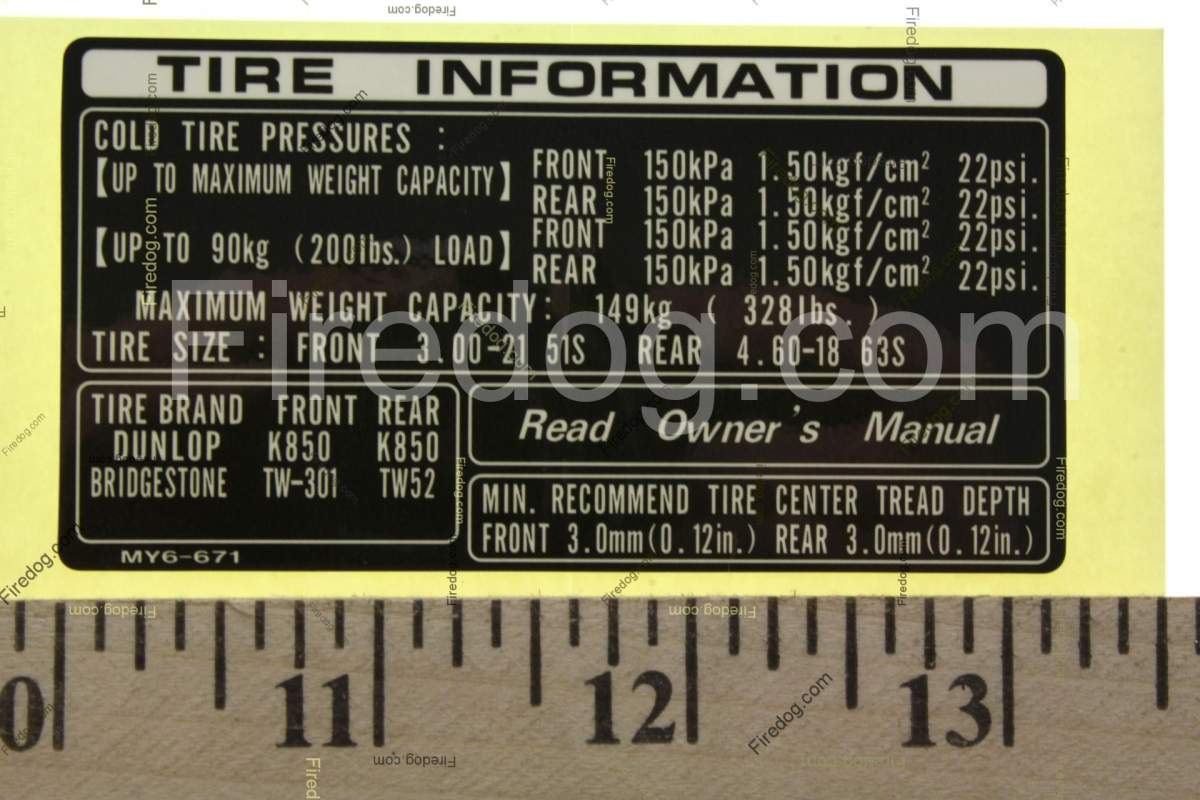 TIRE INFORMATION
COLD TIRE PRESSURES :
【UP TO MAXIMUM WEIGHT CAPACITY】 FRONT 150kPa 1.50kgf/cm² 22psi.
REAR 150kPa 1.50kgf/cm² 22psi.
【UP TO 90kg (200lbs.) LOAD】 FRONT 150kPa 1.50kgf/cm² 22psi.
REAR 150kPa 1.50kgf/cm² 22psi.
MAXIMUM WEIGHT CAPACITY: 149kg ( 328lbs. )
TIRE SIZE : FRONT 3.00-21 51S REAR 4.60-18 63S
Firedog.com
TIRE BRAND FRONT REAR
DUNLOP K850 K850
BRIDGESTONE TW-301 TW52
MY6-671
Read Owner's Manual
MIN. RECOMMEND TIRE CENTER TREAD DEPTH
FRONT 3.0mm(0.12in.) REAR 3.0mm(0.12in.)
0 11 12 13